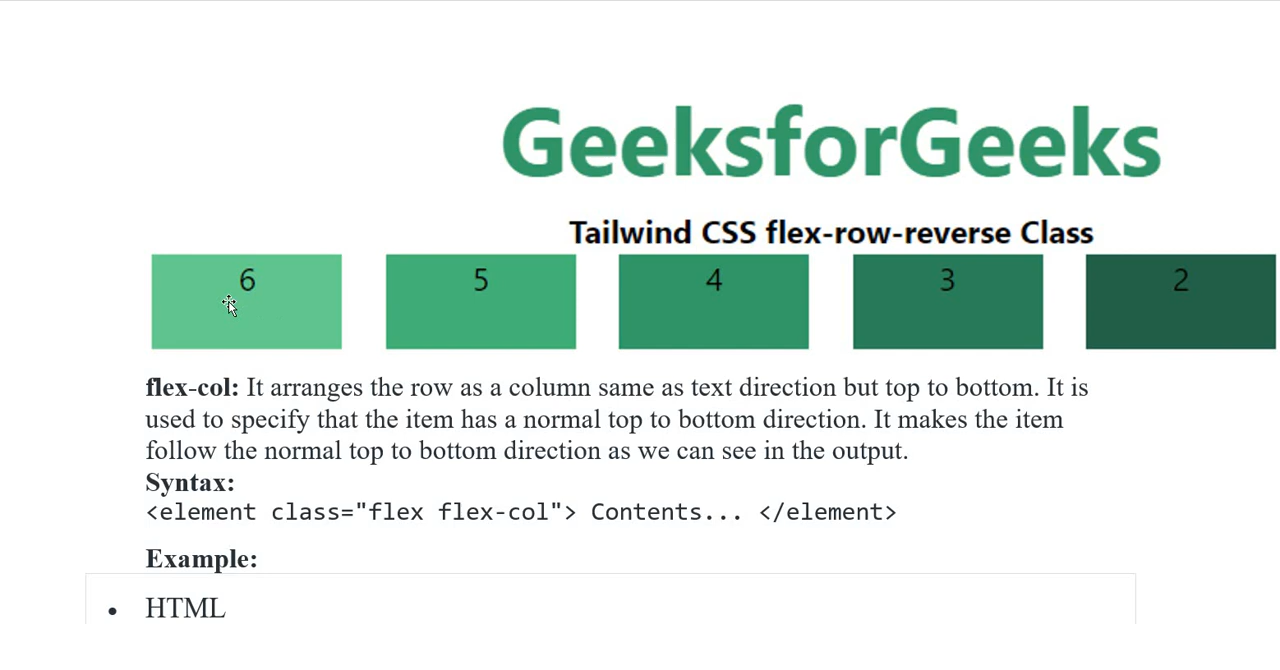 GeeksforGeeks
Tailwind CSS flex-row-reverse Class
6 5 4 3 2
flex-col: It arranges the row as a column same as text direction but top to bottom. It is
used to specify that the item has a normal top to bottom direction. It makes the item
follow the normal top to bottom direction as we can see in the output.
Syntax:
<element class="flex flex-col"> Contents... </element>
Example:
• HTML